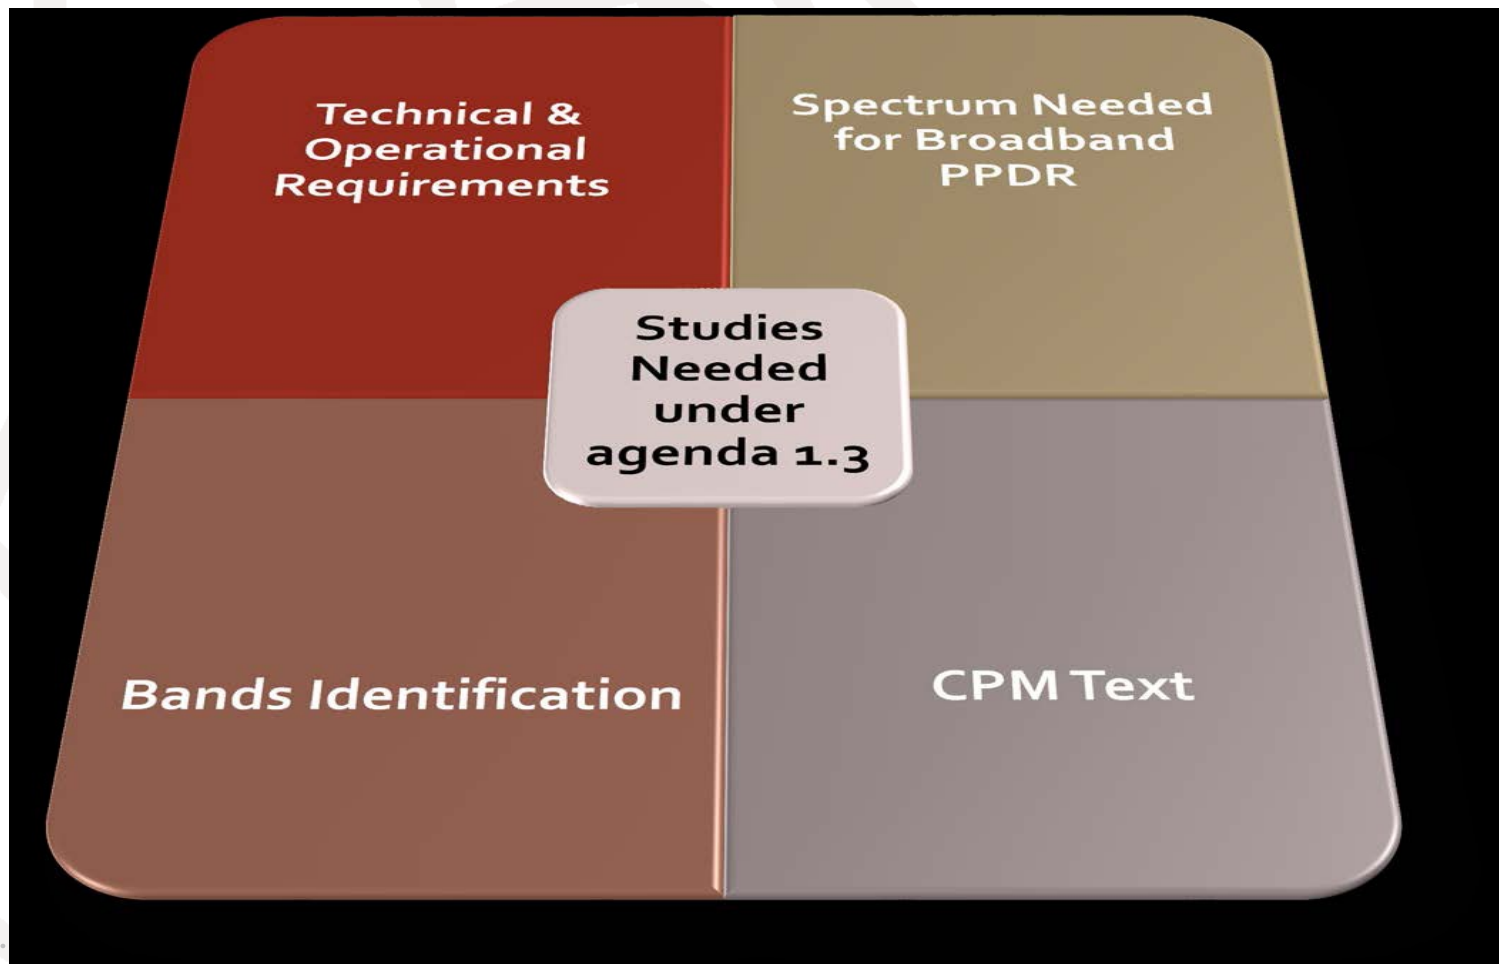 Technical &
Operational
Requirements
Spectrum Needed
for Broadband
PPDR
Studies
Needed
under
agenda 1.3
Bands Identification
CPM Text